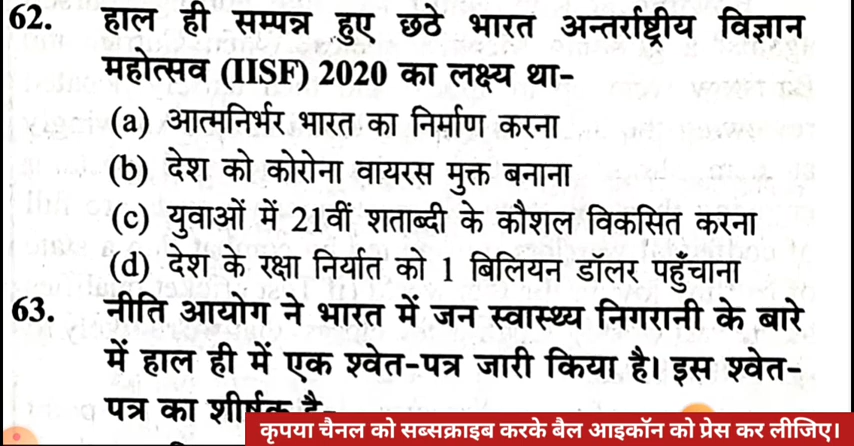 62. हाल ही सम्पन्न हुए छठे भारत अन्तर्राष्ट्रीय विज्ञान
महोत्सव (IISF) 2020 का लक्ष्य था-
(a) आत्मनिर्भर भारत का निर्माण करना
(b) देश को कोरोना वायरस मुक्त बनाना
(c) युवाओं में 21वीं शताब्दी के कौशल विकसित करना
(d) देश के रक्षा निर्यात को 1 बिलियन डॉलर पहुँचाना
63. नीति आयोग ने भारत में जन स्वास्थ्य निगरानी के बारे
में हाल ही में एक श्वेत-पत्र जारी किया है। इस श्वेत-
पत्र का शीर्षक है-
कृपया चैनल को सब्सक्राइब करके बैल आइकॉन को प्रेस कर लीजिए।